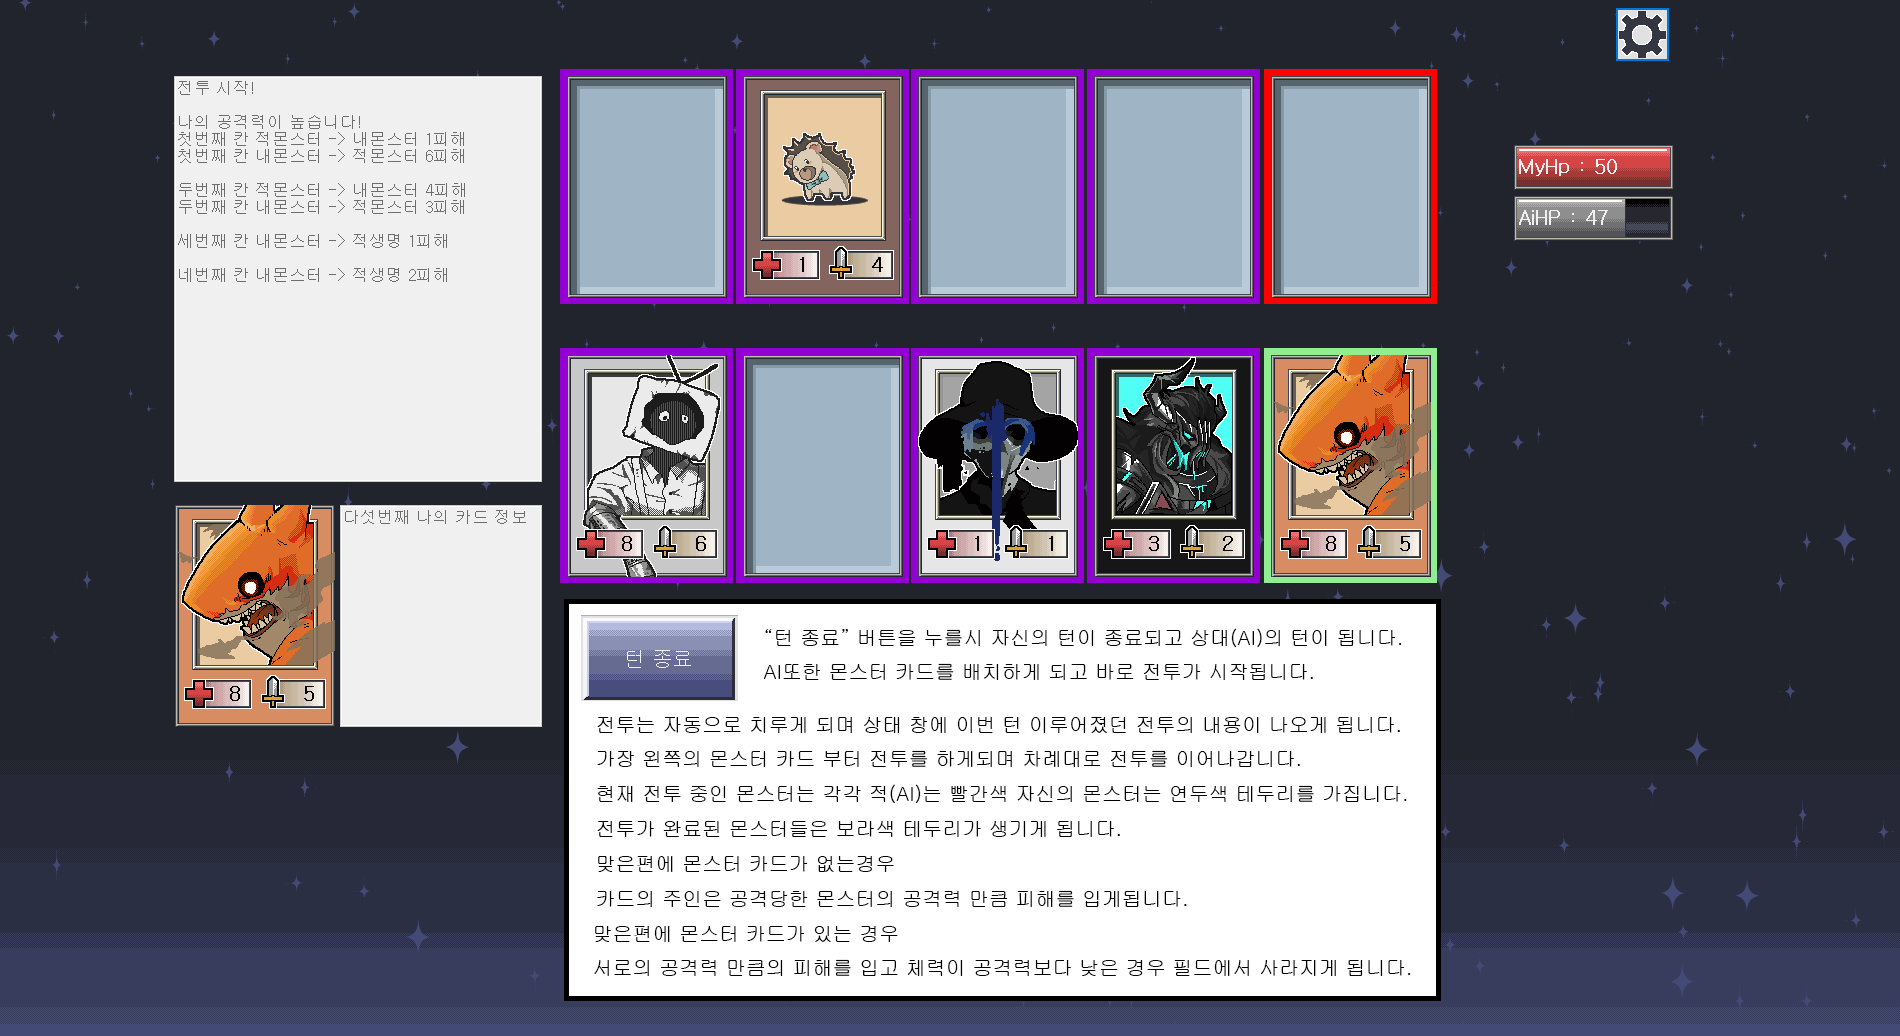 전투 시작!
나의 공격력이 높습니다!
첫번째 칸 적몬스터 -> 내몬스터 1피해
첫번째 칸 내몬스터 -> 적몬스터 6피해
두번째 칸 적몬스터 -> 내몬스터 4피해
두번째 칸 내몬스터 -> 적몬스터 3피해
세번째 칸 내몬스터 -> 적생명 1피해
네번째 칸 내몬스터 -> 적생명 2피해
1 4
MyHp : 50
AiHP : 47
8 6
1 1
3 2
8 5
다섯번째 나의 카드 정보
8 5
턴 종료
“턴 종료” 버튼을 누를시 자신의 턴이 종료되고 상대(AI)의 턴이 됩니다.
AI또한 몬스터 카드를 배치하게 되고 바로 전투가 시작됩니다.
전투는 자동으로 치루게 되며 상태 창에 이번 턴 이루어졌던 전투의 내용이 나오게 됩니다.
가장 왼쪽의 몬스터 카드 부터 전투를 하게되며 차례대로 전투를 이어나갑니다.
현재 전투 중인 몬스터는 각각 적(AI)는 빨간색 자신의 몬스터는 연두색 테두리를 가집니다.
전투가 완료된 몬스터들은 보라색 테두리가 생기게 됩니다.
맞은편에 몬스터 카드가 없는경우
카드의 주인은 공격당한 몬스터의 공격력 만큼 피해를 입게됩니다.
맞은편에 몬스터 카드가 있는 경우
서로의 공격력 만큼의 피해를 입고 체력이 공격력보다 낮은 경우 필드에서 사라지게 됩니다.